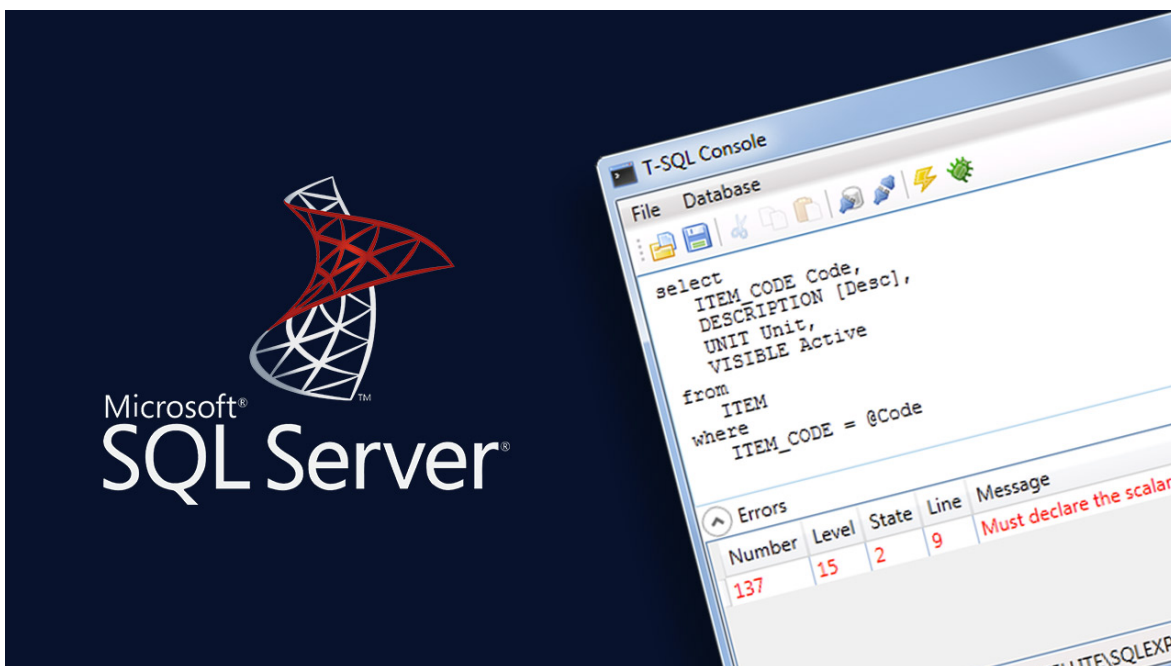 Microsoft®
SQL Server®
TM
T-SQL Console
File Database
select
ITEM_CODE Code,
DESCRIPTION [Desc],
UNIT Unit,
VISIBLE Active
from
ITEM
where
ITEM_CODE = @Code
Errors
Number Level State Line Message
137 15 2 9 Must declare the scalar